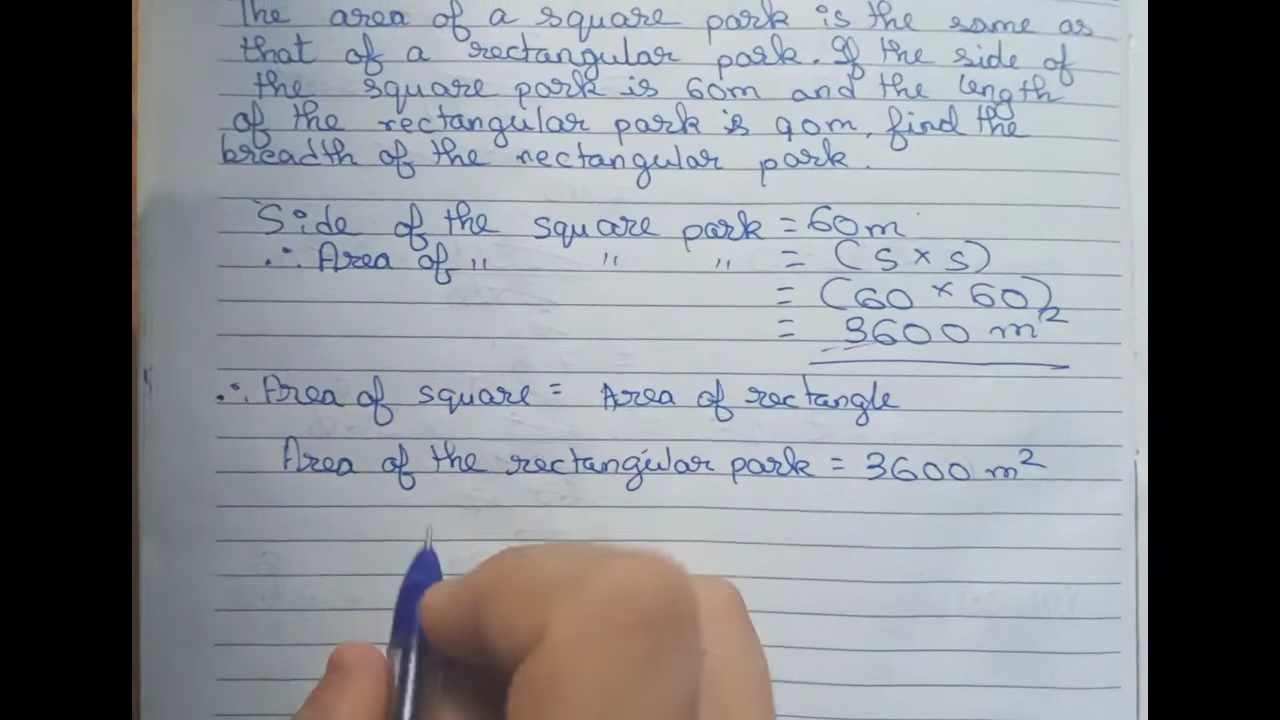 The area of a square park is the same as
that of a rectangular park. If the side of
the square park is 60m and the length
of the rectangular park is 90m, find the
breadth of the rectangular park.
Side of the square park = 60m
∴ Area of " " " = (s × s)
= (60 × 60)
= 3600 m²
∴ Area of square = Area of rectangle
Area of the rectangular park = 3600 m²